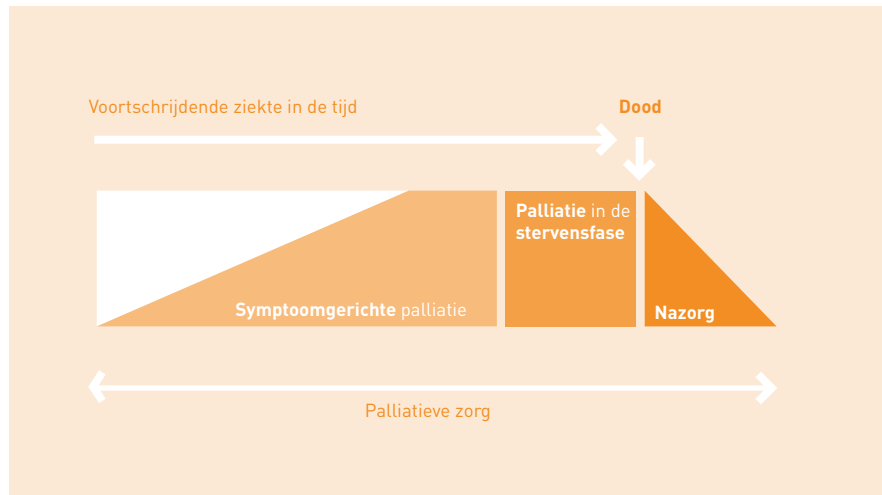 Voortschrijdende ziekte in de tijd
Dood
Palliatie in de
stervensfase
Symptoomgerichte palliatie
Nazorg
Palliatieve zorg